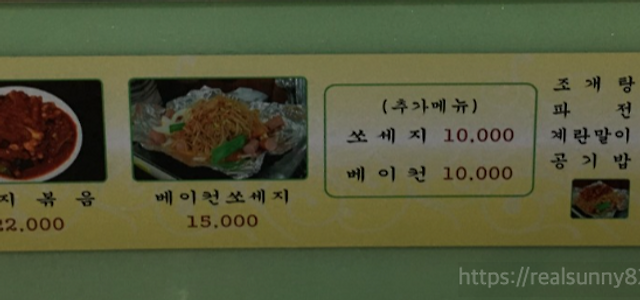 지 볶 음
22.000
베이컨쏘세지
15.000
(추가메뉴)
쏘 세 지 10.000
베 이 컨 10.000
조 개 탕
파 전
계란말이
공 기 밥
https://realsunny8